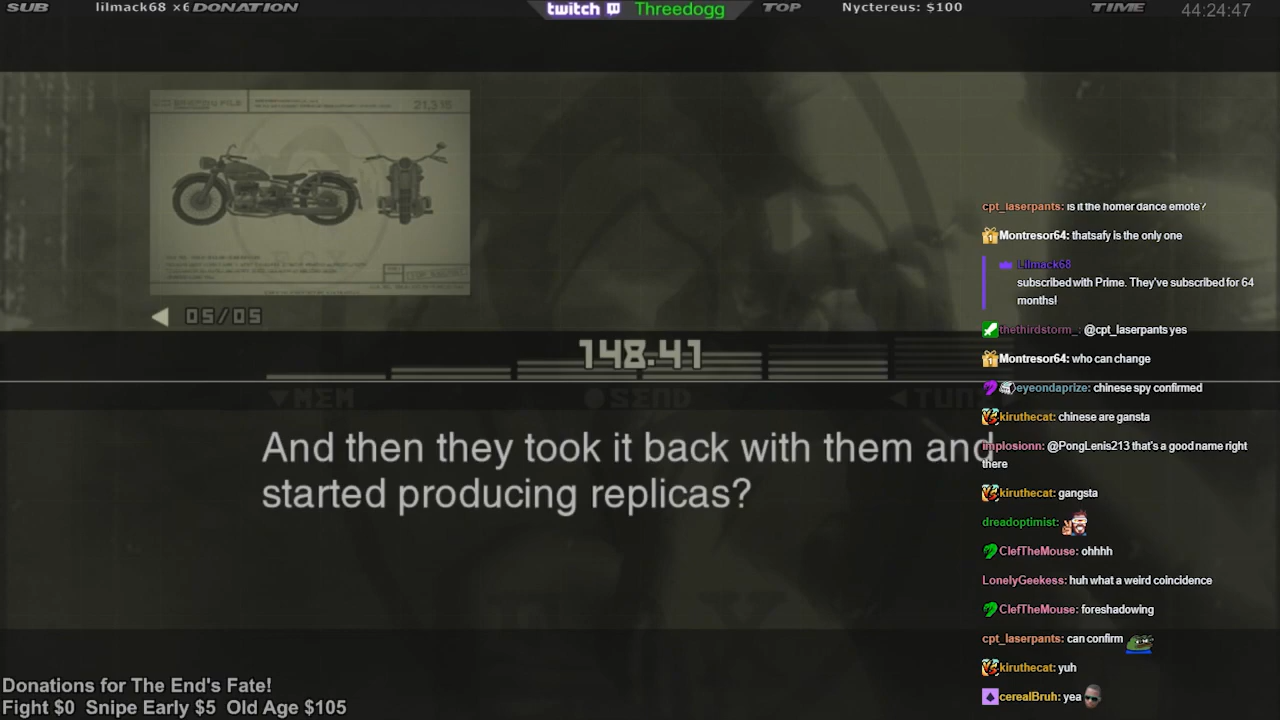 SUB
lilmack68 ×6
DONATION
twitch
Threedogg
TOP
Nyctereus: $100
TIME
44:24:47
BRIEFING FILE
05/05
148.41
MEM
SEND
TUNE
And then they took it back with them and
started producing replicas?
cpt_laserpants: is it the homer dance emote?
Montresor64: thatsafy is the only one
Lilmack68
subscribed with Prime. They've subscribed for 64
months!
thethirdstorm_: @cpt_laserpants yes
Montresor64: who can change
eyeondaprize: chinese spy confirmed
kiruthecat: chinese are gansta
implosionn: @PongLenis213 that's a good name right
there
kiruthecat: gangsta
dreadoptimist:
ClefTheMouse: ohhhh
LonelyGeekess: huh what a weird coincidence
ClefTheMouse: foreshadowing
cpt_laserpants: can confirm
kiruthecat: yuh
cerealBruh: yea
Donations for The End's Fate!
Fight $0 Snipe Early $5 Old Age $105